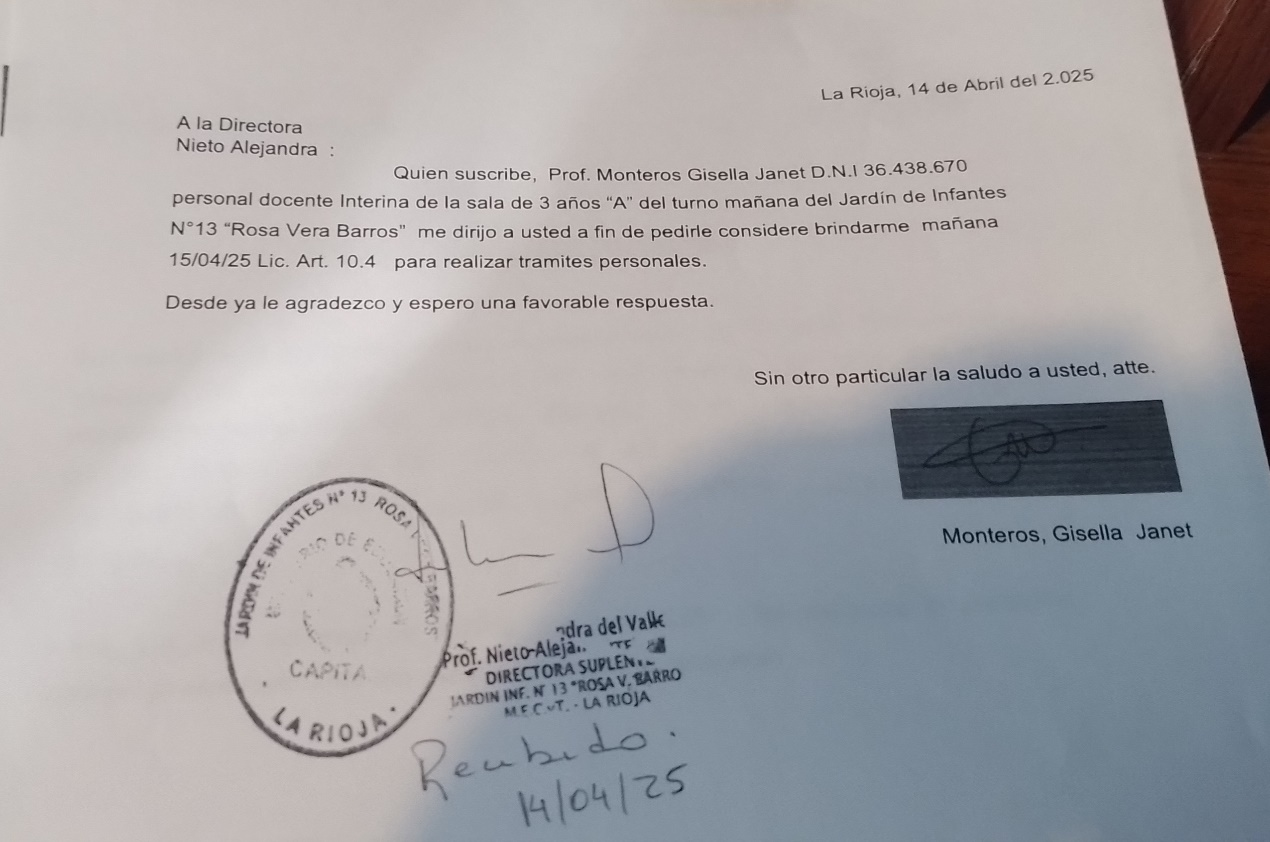 La Rioja, 14 de Abril del 2.025
A la Directora
Nieto Alejandra :
Quien suscribe, Prof. Monteros Gisella Janet D.N.I 36.438.670
personal docente Interina de la sala de 3 años “A” del turno mañana del Jardín de Infantes
N°13 “Rosa Vera Barros” me dirijo a usted a fin de pedirle considere brindarme mañana
15/04/25 Lic. Art. 10.4 para realizar tramites personales.
Desde ya le agradezco y espero una favorable respuesta.
Sin otro particular la saludo a usted, atte.
Monteros, Gisella Janet
JARDIN DE INFANTES N° 13 ROSA BARROS
CAPITA
LA RIOJA
ndra del Valle
Prof. Nieto Aleja
DIRECTORA SUPLEN
JARDIN INF. N° 13 "ROSA V. BARRO
LA RIOJA
Recibido.
14/04/25